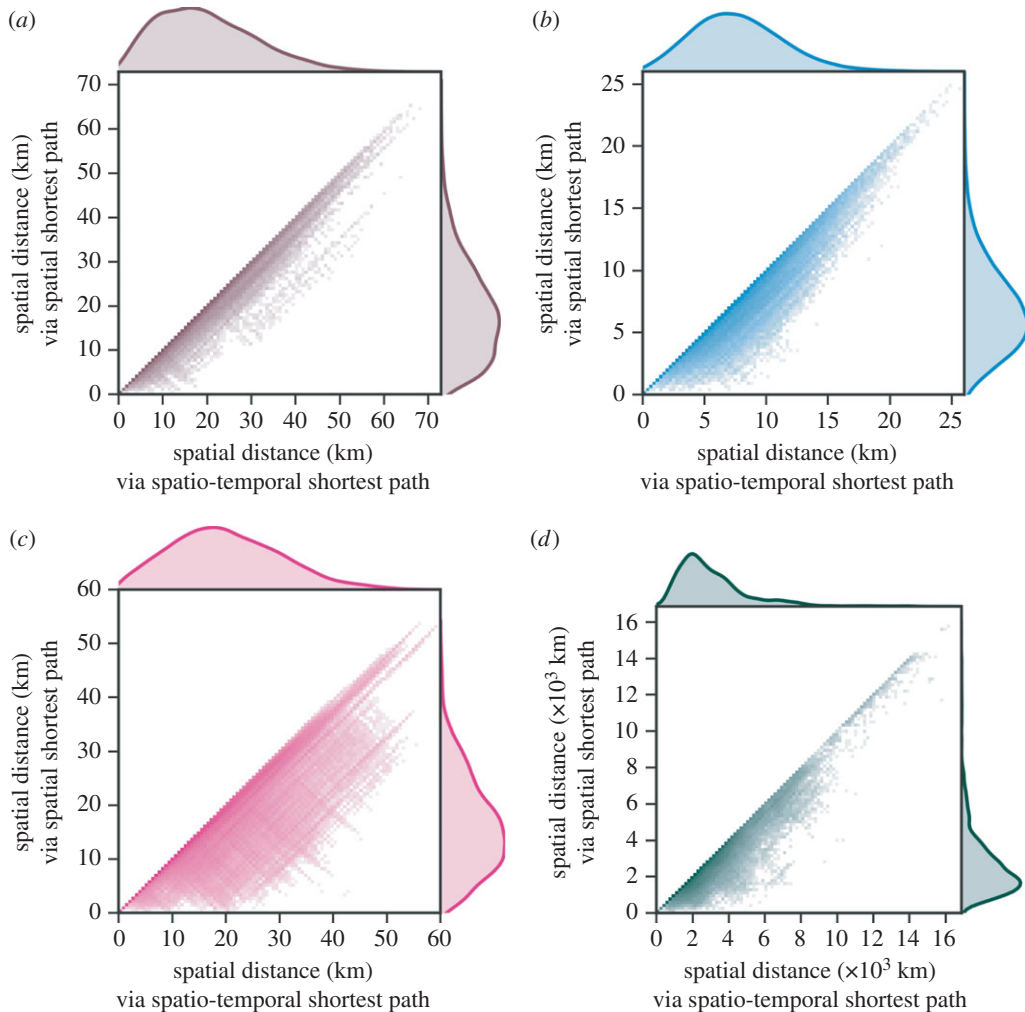 (a)
70
60
50
40
30
20
10
0
spatial distance (km)
via spatial shortest path
0 10 20 30 40 50 60 70
spatial distance (km)
via spatio-temporal shortest path
(b)
25
20
15
10
5
0
spatial distance (km)
via spatial shortest path
0 5 10 15 20 25
spatial distance (km)
via spatio-temporal shortest path
(c)
60
50
40
30
20
10
0
spatial distance (km)
via spatial shortest path
0 10 20 30 40 50 60
spatial distance (km)
via spatio-temporal shortest path
(d)
16
14
12
10
8
6
4
2
0
spatial distance (×10³ km)
via spatial shortest path
0 2 4 6 8 10 12 14 16
spatial distance (×10³ km)
via spatio-temporal shortest path